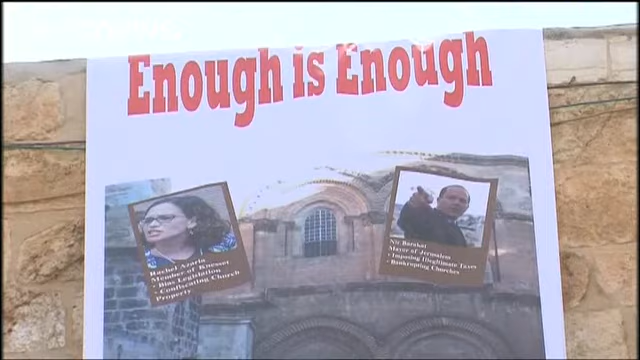 Enough is Enough
Rachel Azaria
Member of Knesset
• Bias Legislation
• Confiscating Church
Property
Nir Barakat
Mayor of Jerusalem
• Imposing Illegitimate Taxes
• Bankrupting Churches